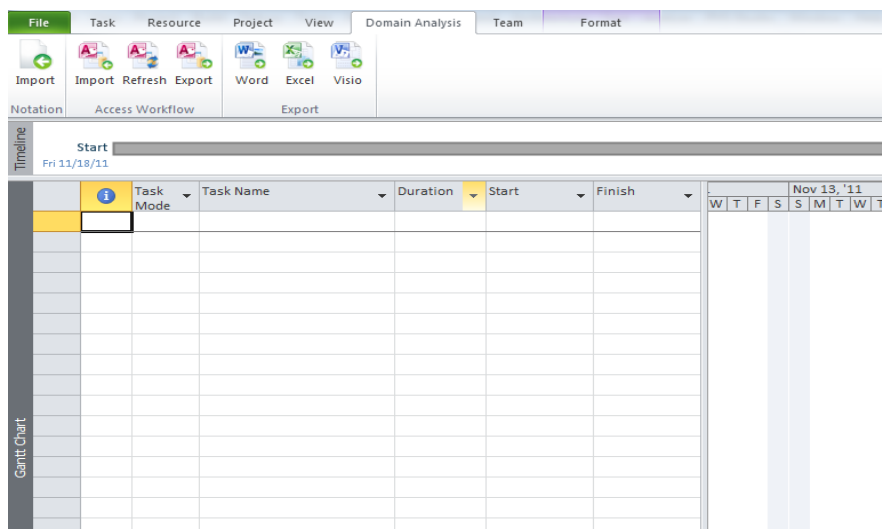 File Task Resource Project View Domain Analysis Team Format
Import Import Refresh Export Word Excel Visio
Notation Access Workflow Export
Timeline
Start
Fri 11/18/11
Task Mode Task Name Duration Start Finish
Nov 13, '11
W T F S S M T W T
Gantt Chart